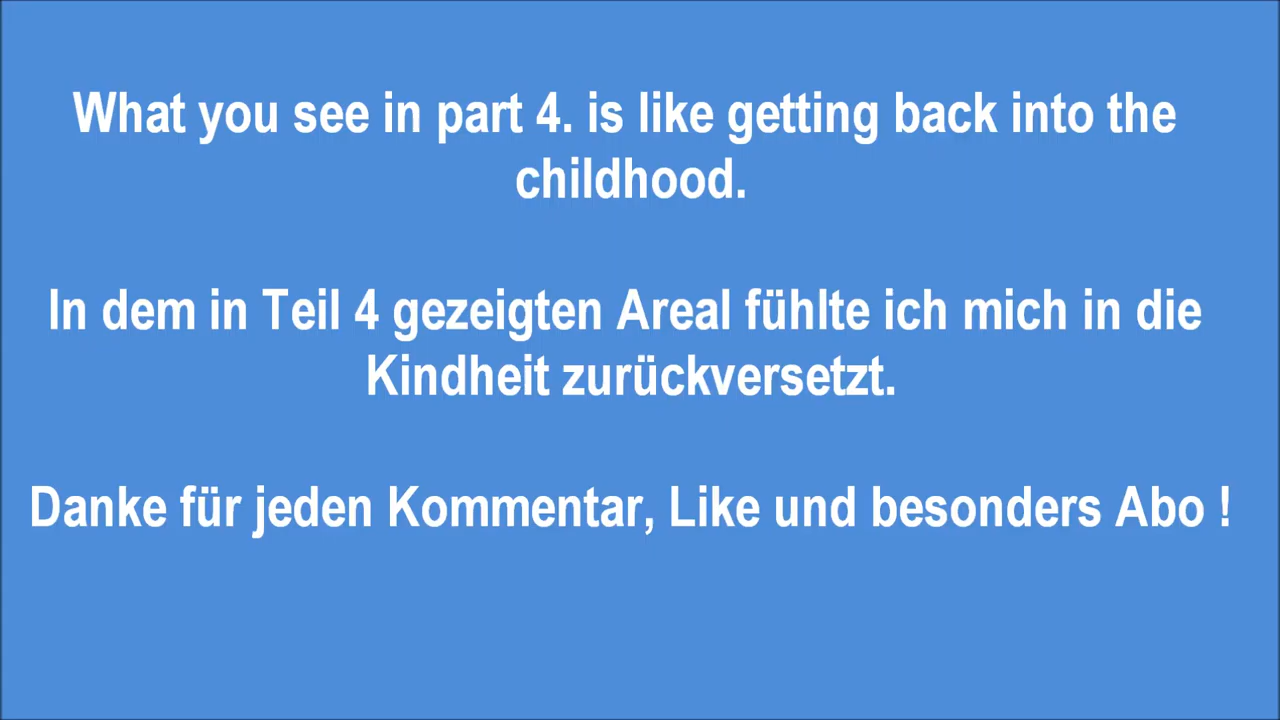 What you see in part 4. is like getting back into the
childhood.
In dem in Teil 4 gezeigten Areal fühlte ich mich in die
Kindheit zurückversetzt.
Danke für jeden Kommentar, Like und besonders Abo !